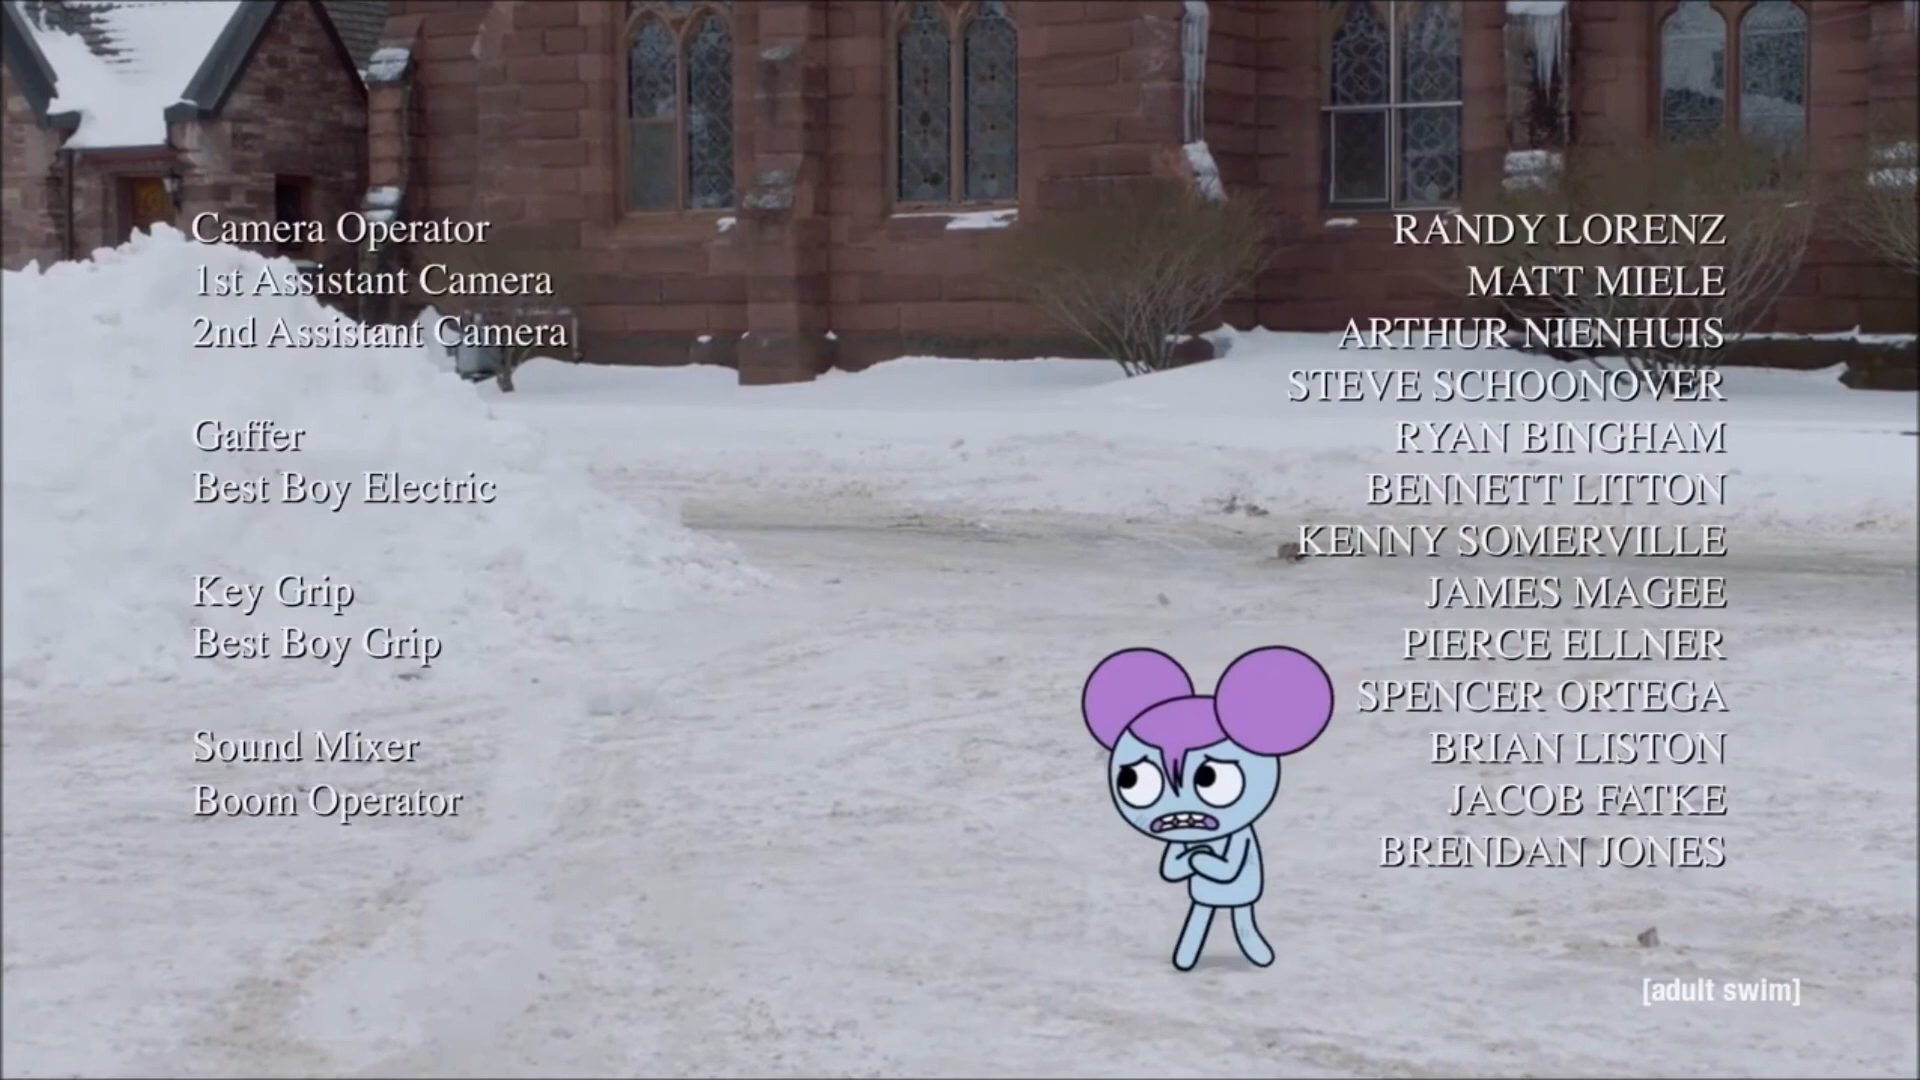 Camera Operator RANDY LORENZ
1st Assistant Camera MATT MIELE
2nd Assistant Camera ARTHUR NIENHUIS
STEVE SCHOONOVER
Gaffer RYAN BINGHAM
Best Boy Electric BENNETT LITTON
KENNY SOMERVILLE
Key Grip JAMES MAGEE
Best Boy Grip PIERCE ELLNER
SPENCER ORTEGA
Sound Mixer BRIAN LISTON
Boom Operator JACOB FATKE
BRENDAN JONES
[adult swim]